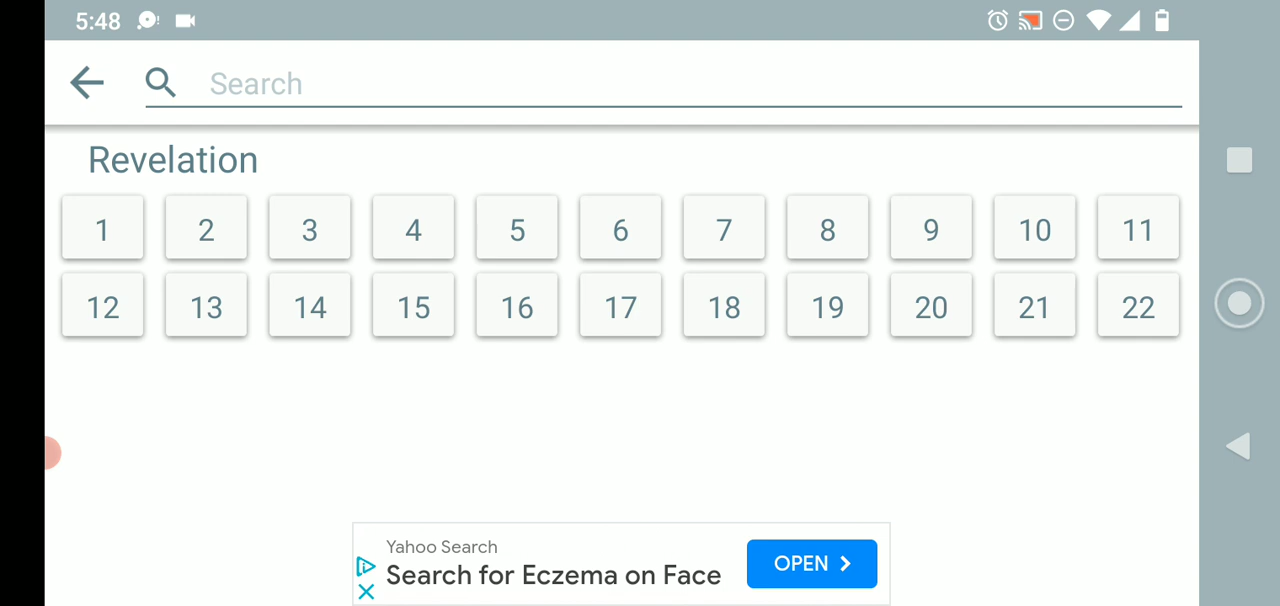 5:48
Search
Revelation
1 2 3 4 5 6 7 8 9 10 11
12 13 14 15 16 17 18 19 20 21 22
Yahoo Search
Search for Eczema on Face
OPEN